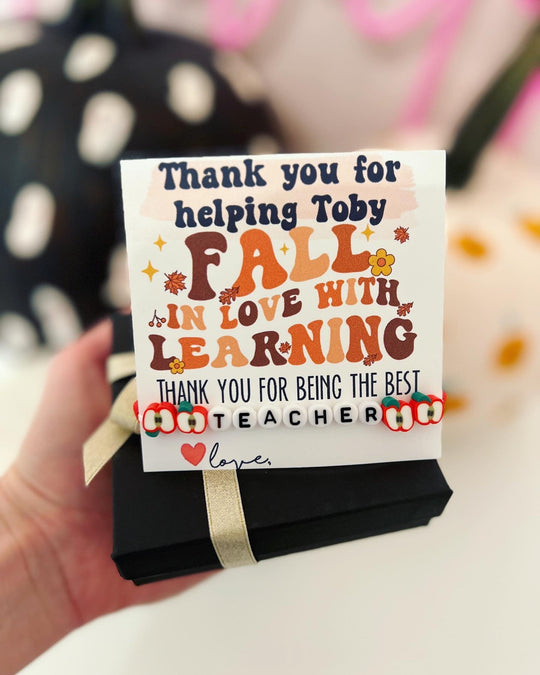 Thank you for
helping Toby
FALL
IN LOVE WITH
LEARNING
THANK YOU FOR BEING THE BEST
TEACHER
love,